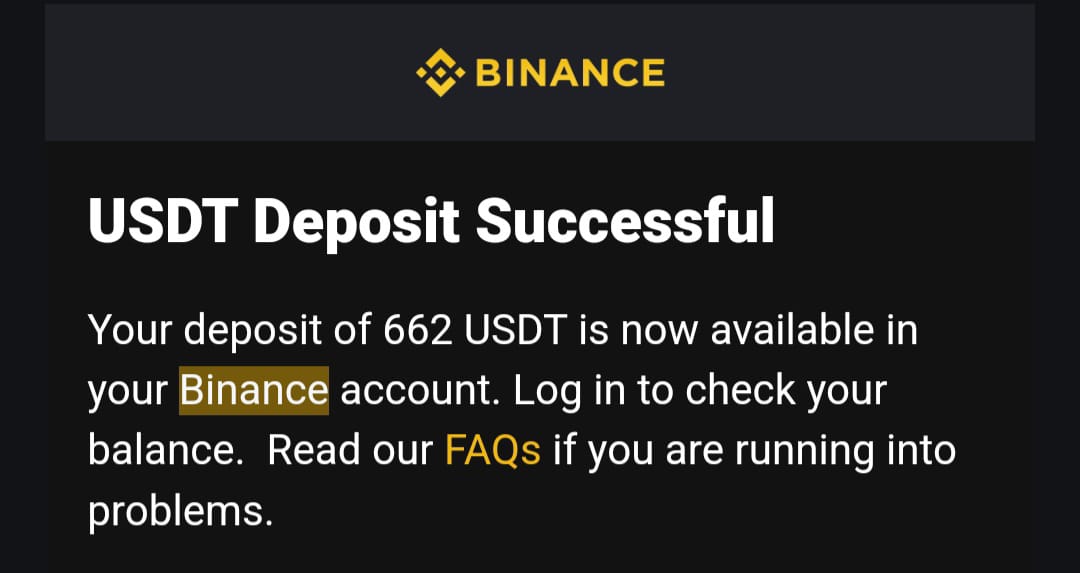 BINANCE
USDT Deposit Successful
Your deposit of 662 USDT is now available in
your Binance account. Log in to check your
balance.  Read our FAQs if you are running into
problems.